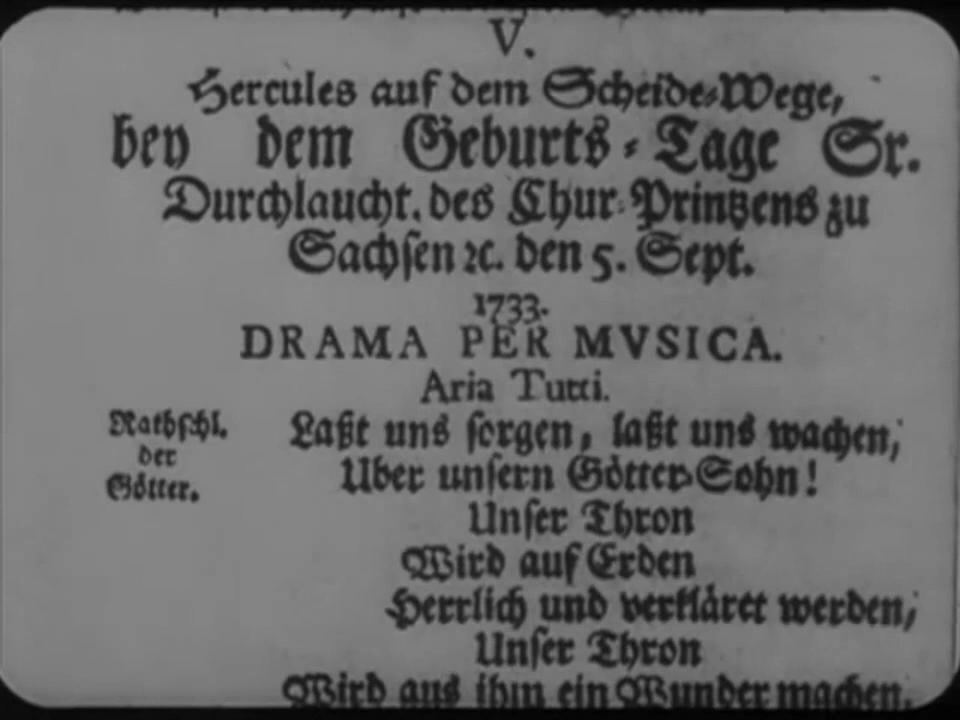 V.
Hercules auf dem Scheide-Wege,
bey dem Geburts-Tage Sr.
Durchlaucht. des Chur-Printzens zu
Sachsen ꝛc. den 5. Sept.
1733.
DRAMA PER MVSICA.
Aria Tutti.
Rathschl.
der
Götter.
Laßt uns sorgen, laßt uns wachen,
Uber unsern Götter-Sohn!
Unser Thron
Wird auf Erden
Herrlich und verkläret werden,
Unser Thron
Wird aus ihm ein Wunder machen.